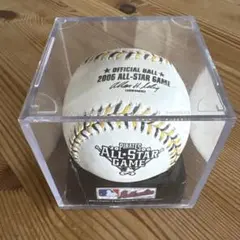 OFFICIAL BALL
2006 ALL-STAR GAME
PIRATES
ALL-STAR
GAME